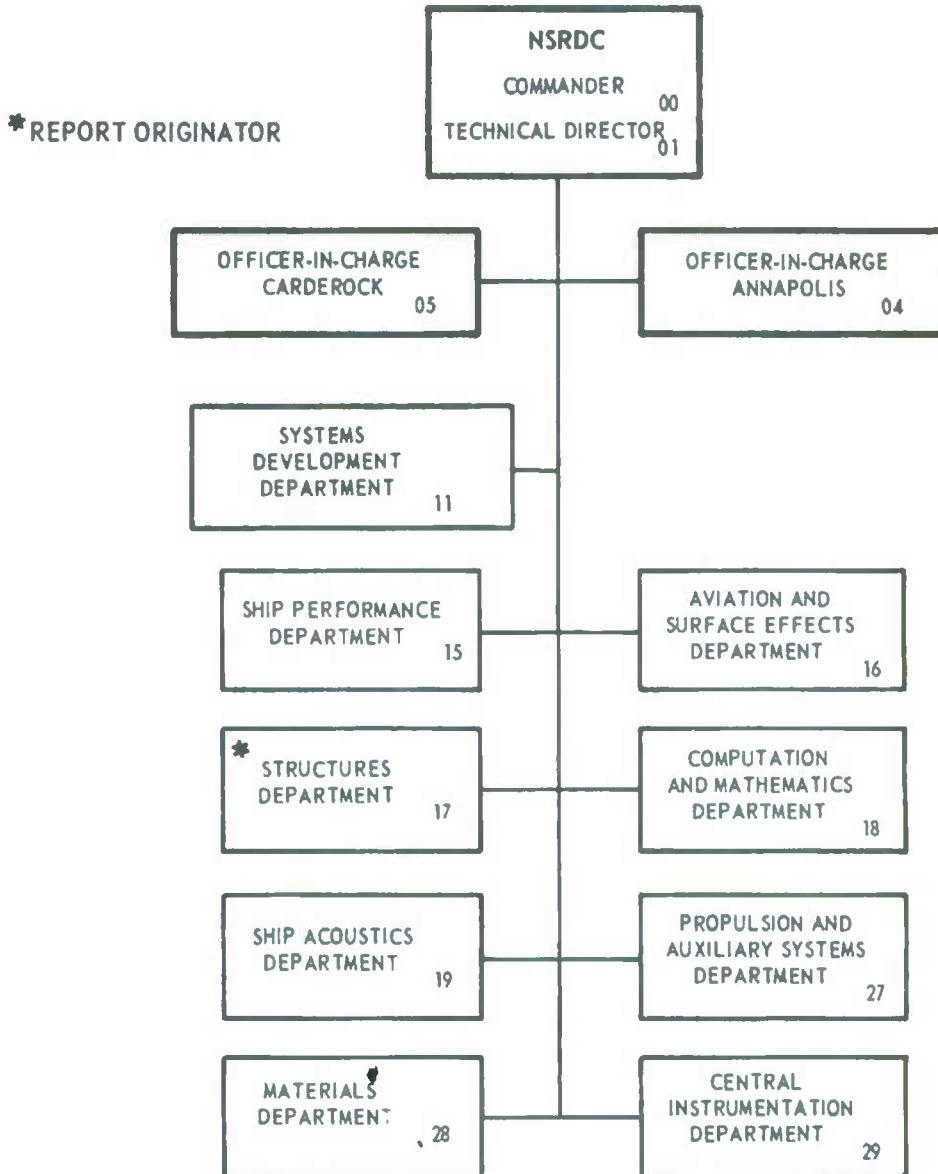 NSRDC
COMMANDER
00
TECHNICAL DIRECTOR
01
*REPORT ORIGINATOR
OFFICER-IN-CHARGE
CARDEROCK
05
OFFICER-IN-CHARGE
ANNAPOLIS
04
SYSTEMS
DEVELOPMENT
DEPARTMENT
11
SHIP PERFORMANCE
DEPARTMENT
15
AVIATION AND
SURFACE EFFECTS
DEPARTMENT
16
*
STRUCTURES
DEPARTMENT
17
COMPUTATION
AND MATHEMATICS
DEPARTMENT
18
SHIP ACOUSTICS
DEPARTMENT
19
PROPULSION AND
AUXILIARY SYSTEMS
DEPARTMENT
27
MATERIALS
DEPARTMENT
28
CENTRAL
INSTRUMENTATION
DEPARTMENT
29